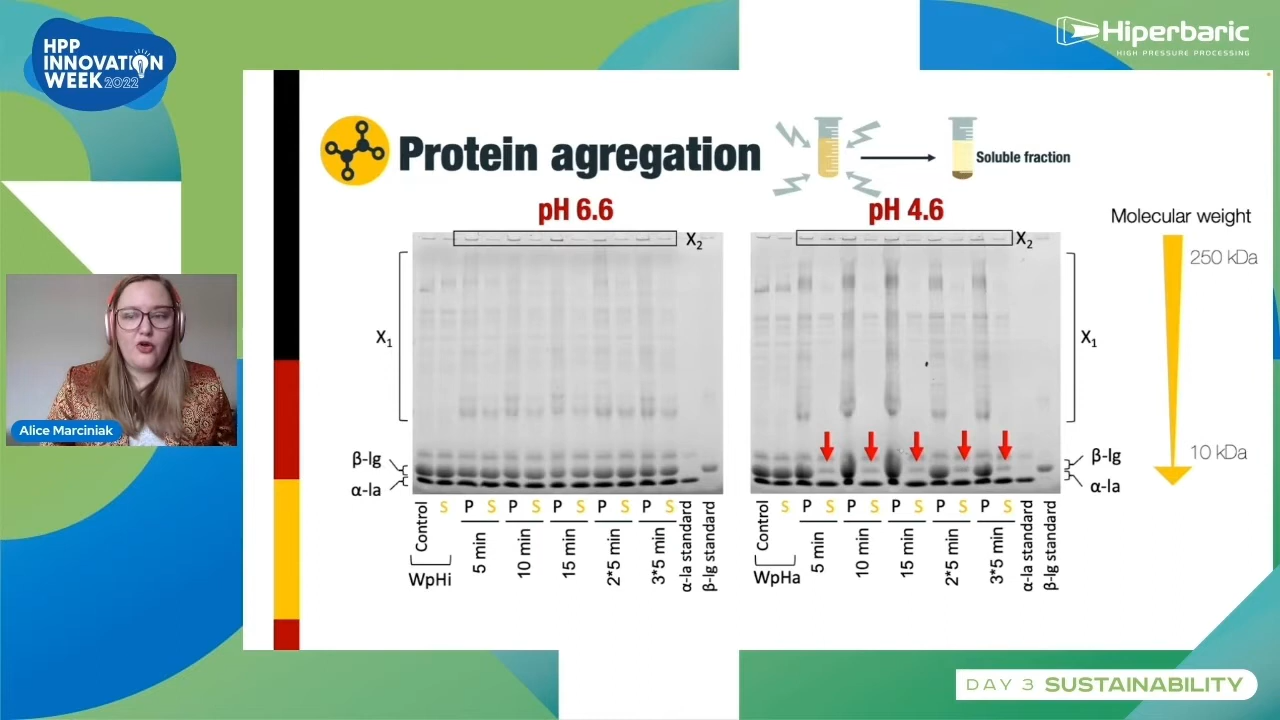 HPP
INNOVATION
WEEK 2022
Hiperbaric
HIGH PRESSURE PROCESSING
Protein agregation
Soluble fraction
pH 6.6
pH 4.6
Molecular weight
X2
X2
250 kDa
X1
X1
Alice Marciniak
β-lg
α-la
β-lg
α-la
10 kDa
Control S P S P S P S P S P S α-la standard β-lg standard
WpHi 5 min 10 min 15 min 2*5 min 3*5 min
Control S P S P S P S P S P S α-la standard β-lg standard
WpHa 5 min 10 min 15 min 2*5 min 3*5 min
DAY 3 SUSTAINABILITY